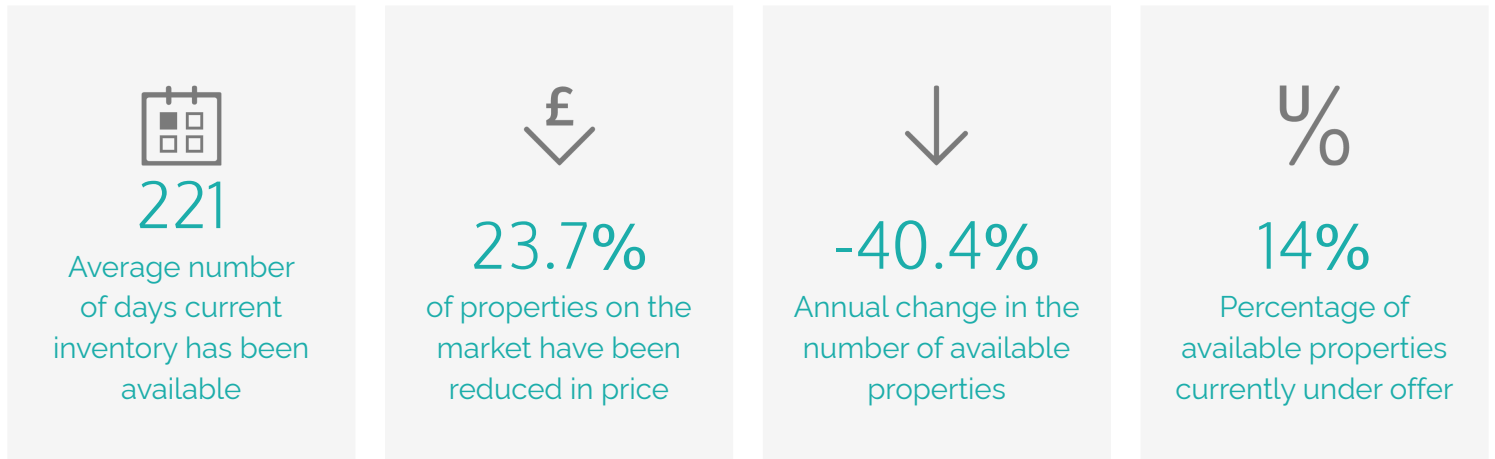 221
Average number
of days current
inventory has been
available
£
23.7%
of properties on the
market have been
reduced in price
-40.4%
Annual change in the
number of available
properties
U/O
14%
Percentage of
available properties
currently under offer